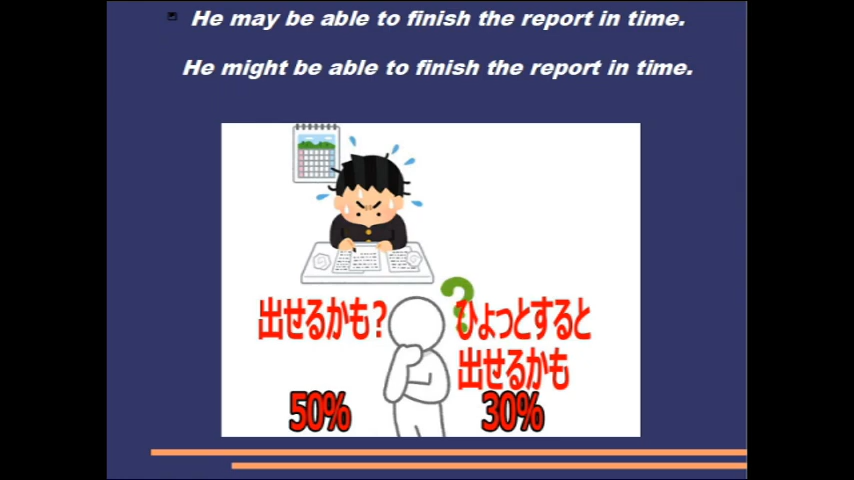 He may be able to finish the report in time.
He might be able to finish the report in time.
出せるかも?
ひょっとすると
出せるかも
50%
30%